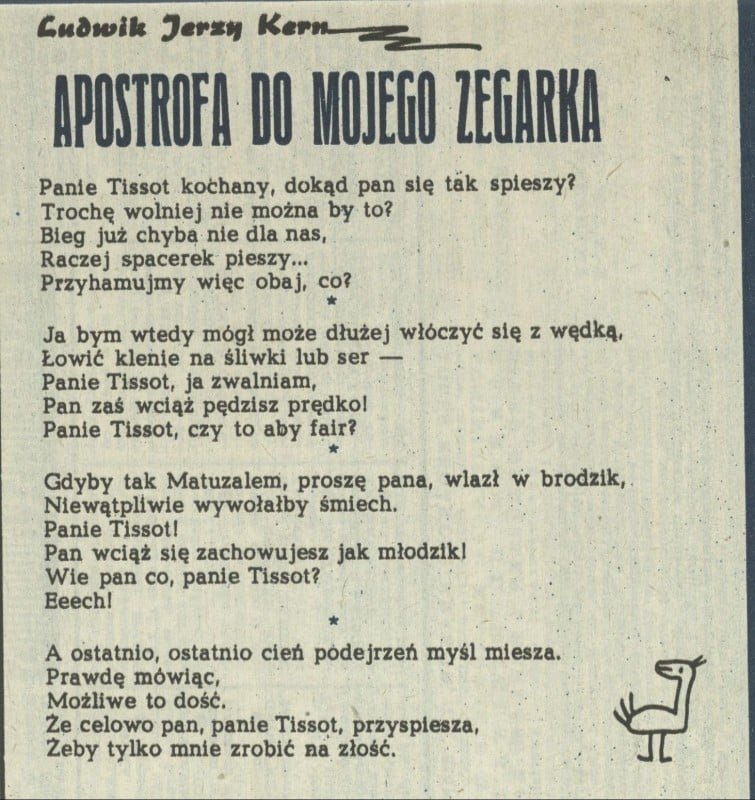 Ludwik Jerzy Kern
APOSTROFA DO MOJEGO ZEGARKA
Panie Tissot kochany, dokąd pan się tak spieszy?
Trochę wolniej nie można by to?
Bieg już chyba nie dla nas,
Raczej spacerek pieszy...
Przyhamujmy więc obaj, co?
*
Ja bym wtedy mógł może dłużej włóczyć się z wędką,
Łowić klenie na śliwki lub ser —
Panie Tissot, ja zwalniam,
Pan zaś wciąż pędzisz prędko!
Panie Tissot, czy to aby fair?
*
Gdyby tak Matuzalem, proszę pana, wlazł w brodzik,
Niewątpliwie wywołałby śmiech.
Panie Tissot!
Pan wciąż się zachowujesz jak młodzik!
Wie pan co, panie Tissot?
Eeech!
*
A ostatnio, ostatnio cień podejrzeń myśl miesza.
Prawdę mówiąc,
Możliwe to dość.
Że celowo pan, panie Tissot, przyspiesza,
Żeby tylko mnie zrobić na złość.